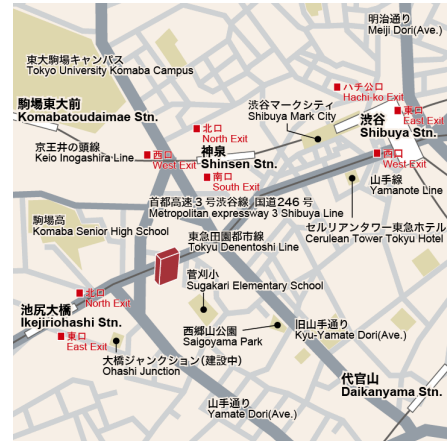 明治通り
Meiji Dori(Ave.)
東大駒場キャンパス
Tokyo University Komaba Campus
ハチ公口
Hachi-ko Exit
駒場東大前
Komabatoudaimae Stn.
渋谷マークシティ
Shibuya Mark City
東口
East Exit
渋谷
Shibuya Stn.
北口
North Exit
京王井の頭線
Keio Inogashira-Line
西口
West Exit
神泉
Shinsen Stn.
西口
West Exit
南口
South Exit
山手線
Yamanote Line
首都高速3号渋谷線 国道246号
Metropolitan expressway 3 Shibuya Line
駒場高
Komaba Senior High School
セルリアンタワー東急ホテル
Cerulean Tower Tokyu Hotel
東急田園都市線
Tokyu Denentoshi Line
菅刈小
Sugakari Elementary School
北口
North Exit
池尻大橋
Ikejiriohashi Stn.
東口
East Exit
西郷山公園
Saigoyama Park
旧山手通り
Kyu-Yamate Dori(Ave.)
大橋ジャンクション(建設中)
Ohashi Junction
代官山
Daikanyama Stn.
山手通り
Yamate Dori(Ave.)